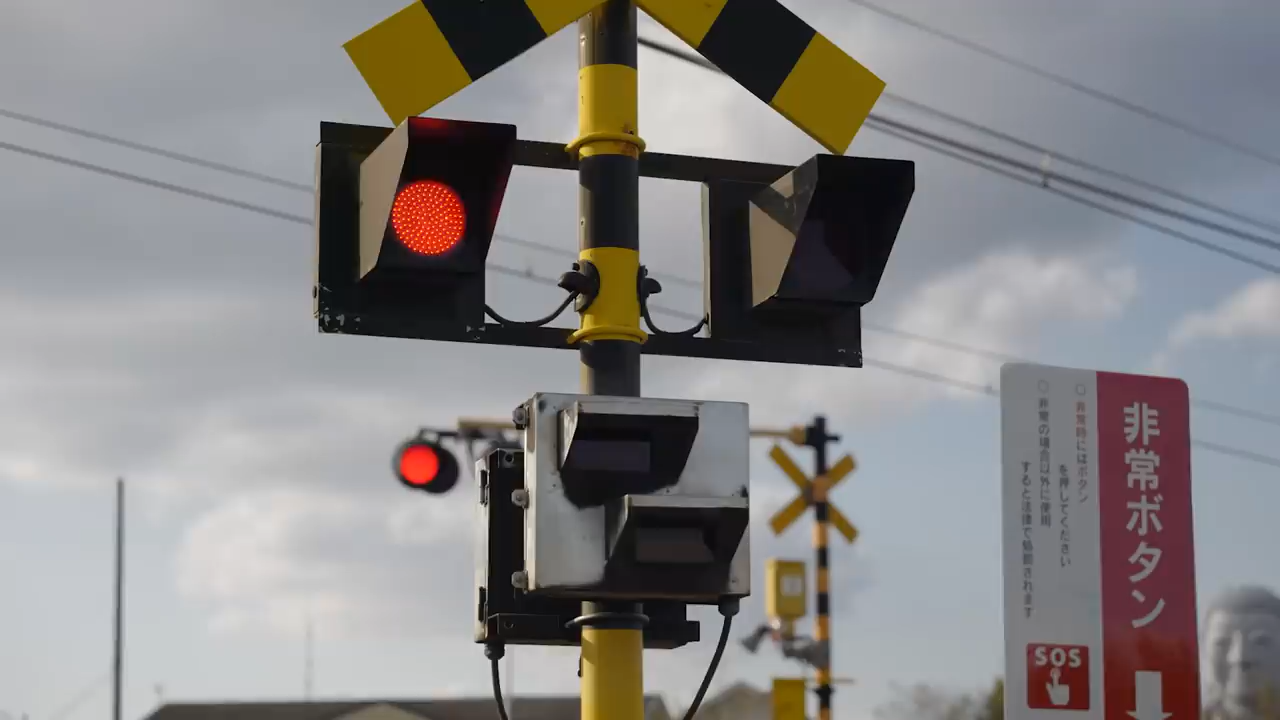 非常ボタン
○非常時にはボタン
を押してください
○非常の場合以外に使用
すると法律で処罰されます
SOS